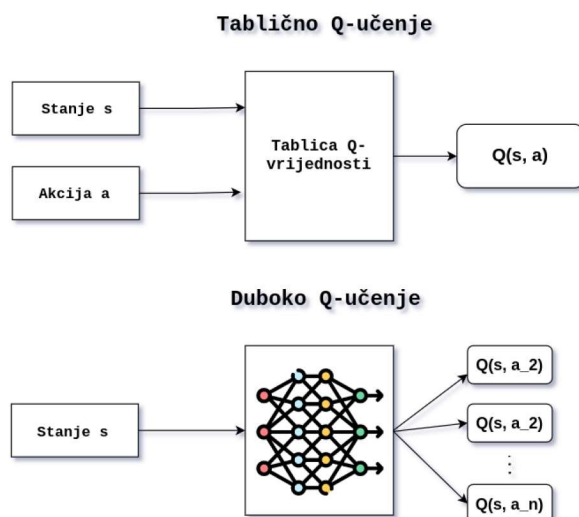 Tablično Q-učenje
Stanje s
Akcija a
Tablica Q-
vrijednosti
Q(s, a)
Duboko Q-učenje
Stanje s
Q(s, a_2)
Q(s, a_2)
⋮
Q(s, a_n)